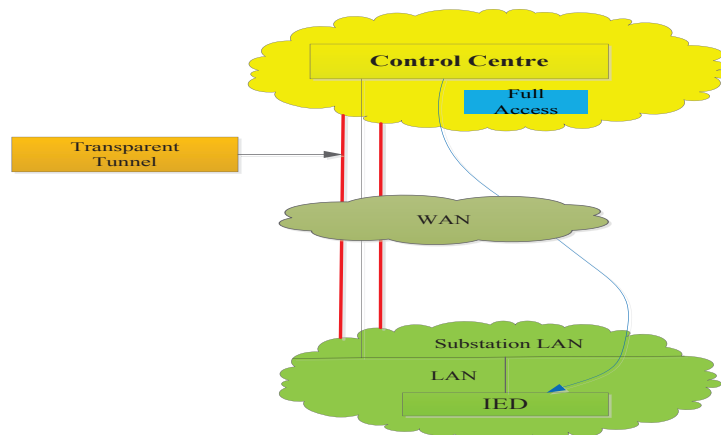 Control Centre
Full
Access
Transparent
Tunnel
WAN
Substation LAN
LAN
IED